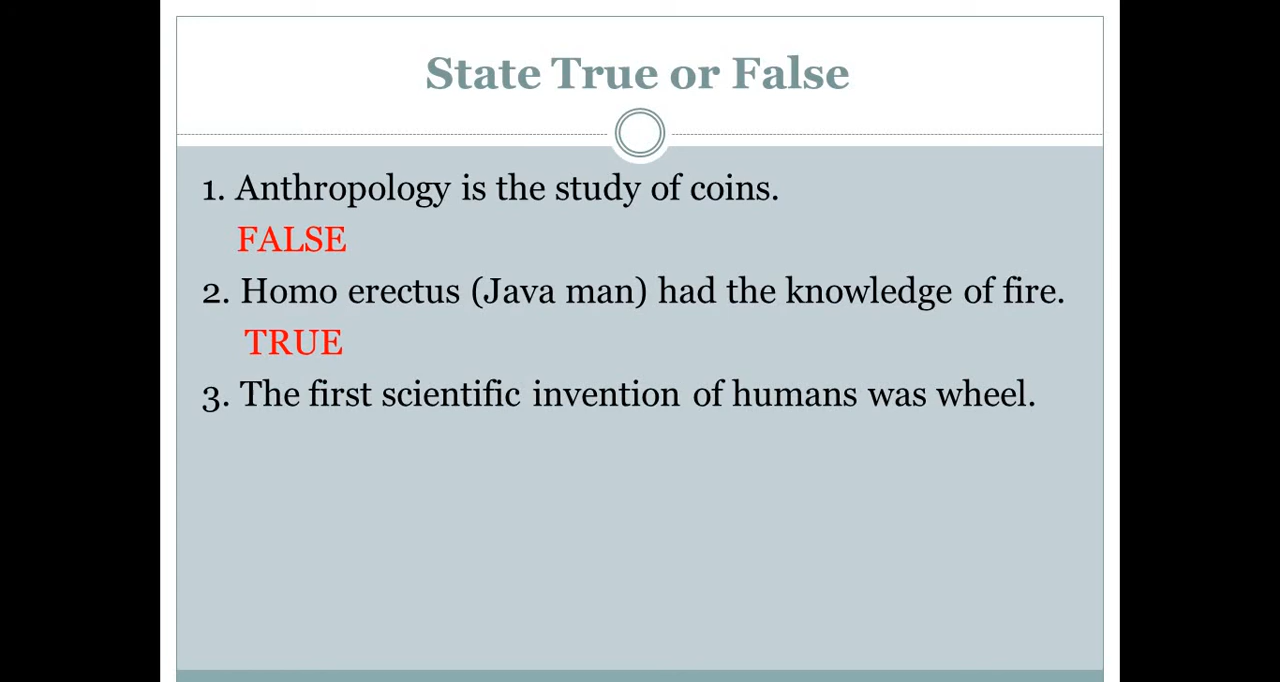 State True or False
1. Anthropology is the study of coins.
FALSE
2. Homo erectus (Java man) had the knowledge of fire.
TRUE
3. The first scientific invention of humans was wheel.